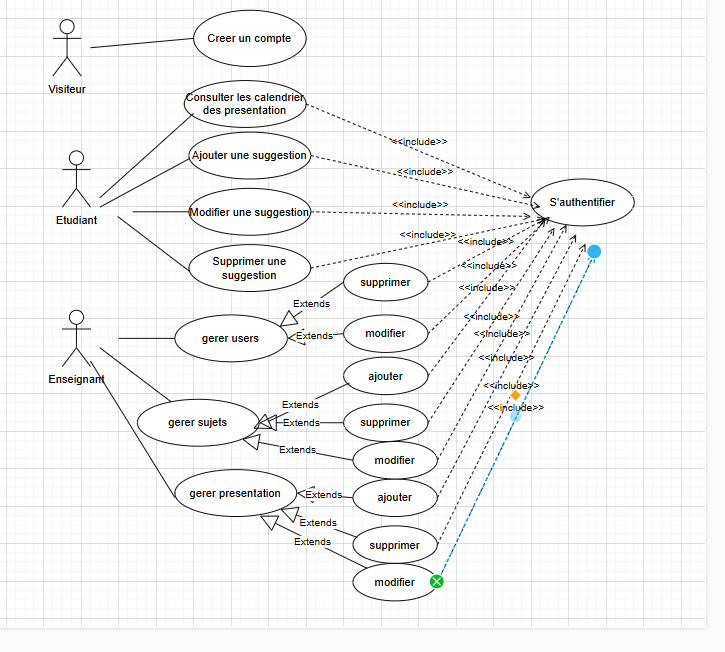 Creer un compte
Visiteur
Consulter les calendrier
des presentation
<<include>>
Ajouter une suggestion
<<include>>
Etudiant
Modifier une suggestion
<<include>>
S'authentifier
<<include>>
<<include>>
Supprimer une
suggestion
<<include>>
supprimer
<<include>>
Extends
<<include>>
gerer users
Extends
modifier
<<include>>
<<include>>
Enseignant
ajouter
<<include>>
Extends
<<include>>
gerer sujets
Extends
supprimer
Extends
modifier
gerer presentation
Extends
ajouter
Extends
Extends
supprimer
modifier